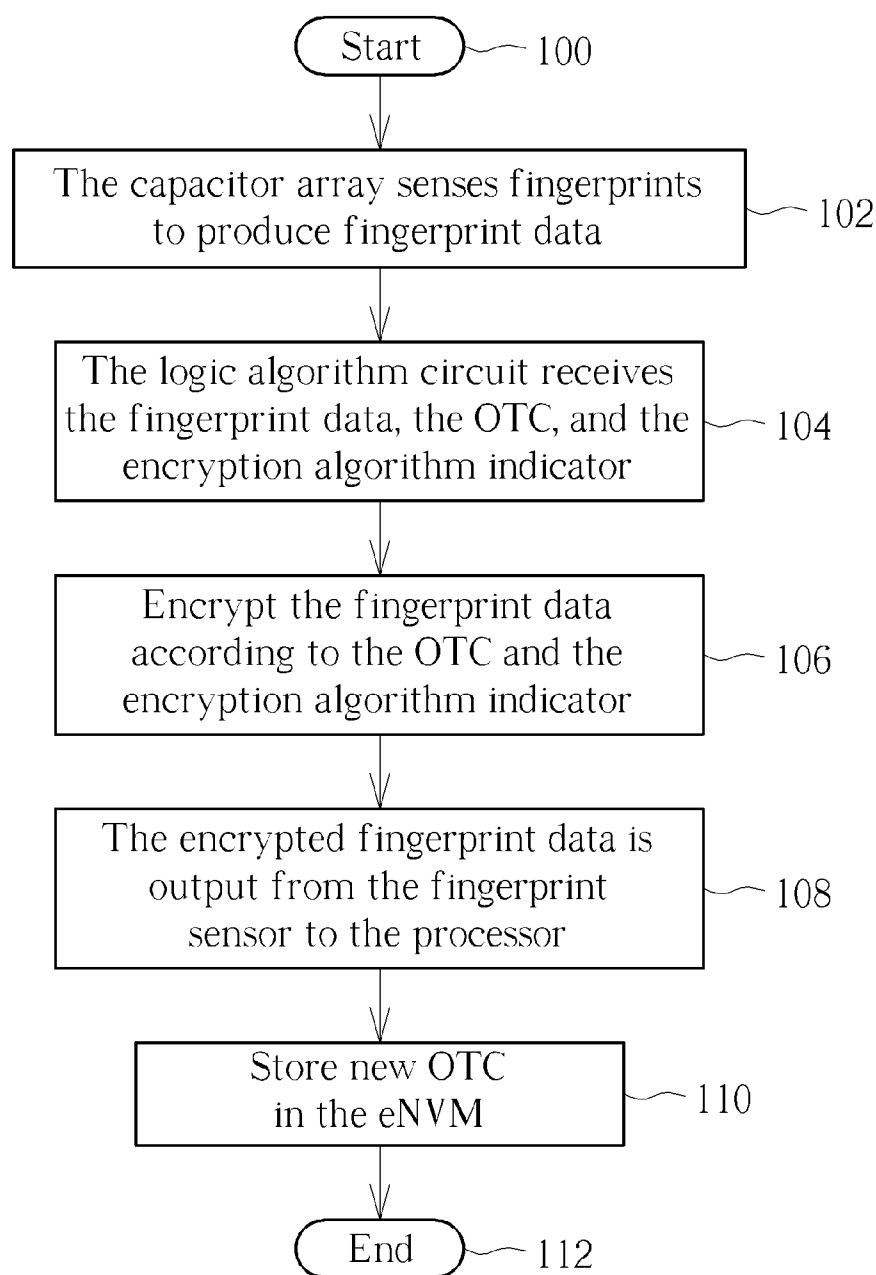 Start
100
The capacitor array senses fingerprints
to produce fingerprint data
102
The logic algorithm circuit receives
the fingerprint data, the OTC, and the
encryption algorithm indicator
104
Encrypt the fingerprint data
according to the OTC and the
encryption algorithm indicator
106
The encrypted fingerprint data is
output from the fingerprint
sensor to the processor
108
Store new OTC
in the eNVM
110
End
112